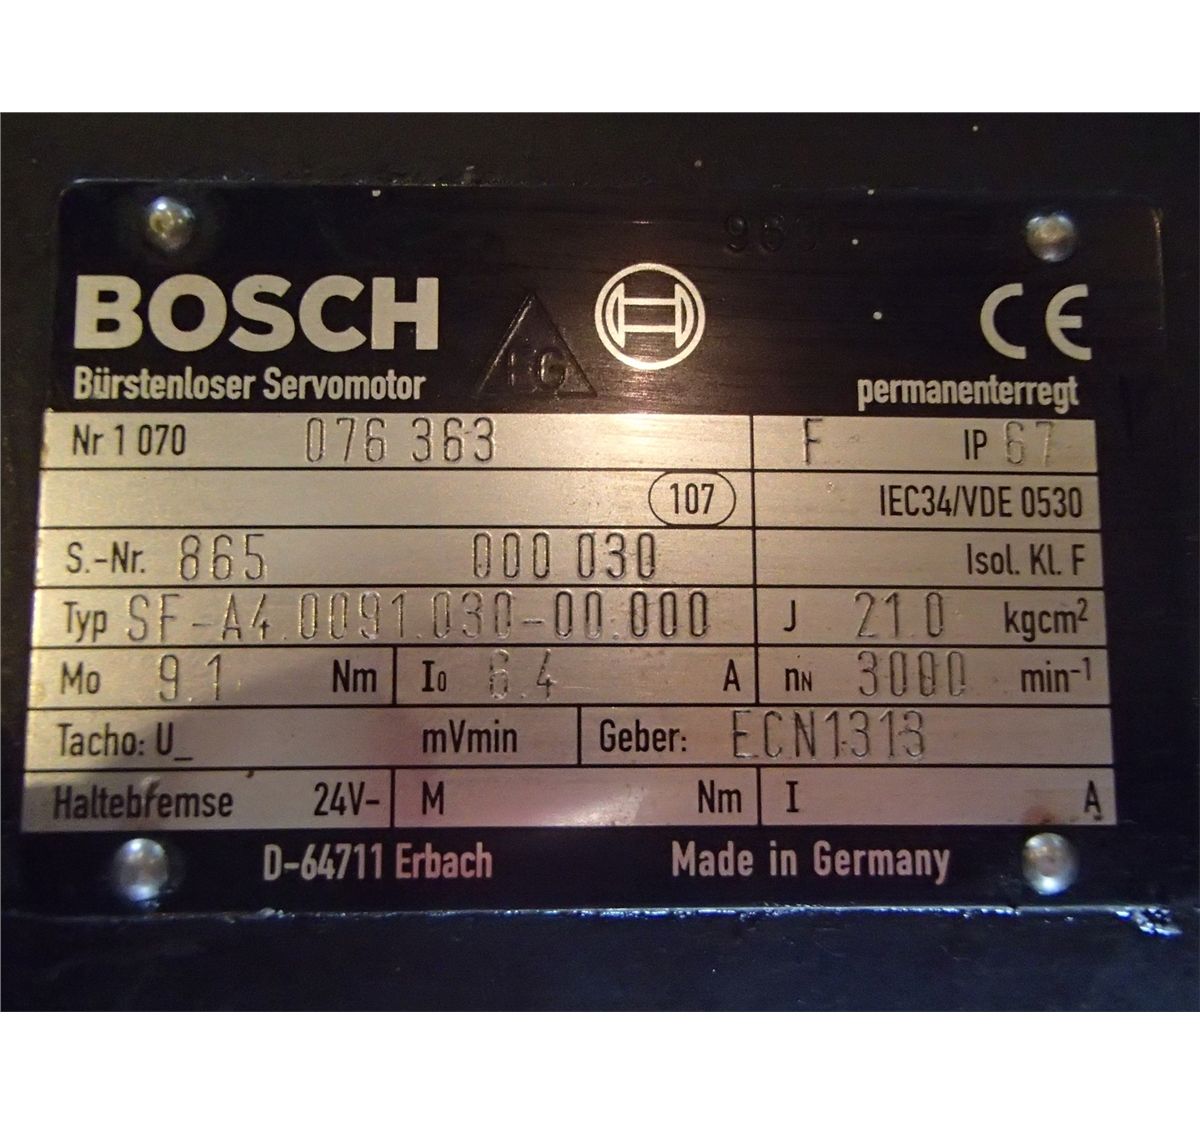 BOSCH
CE
Bürstenloser Servomotor
permanenterregt
Nr 1 070 076 363 F IP 67
107 IEC34/VDE 0530
S.-Nr. 865 000 030 Isol. Kl. F
Typ SF-A4.0091.030-00.000 J 21.0 kgcm²
Mo 9.1 Nm I0 6.4 A nN 3000 min-1
Tacho: U_ mVmin Geber: ECN1313
Haltebremse 24V- M Nm I A
D-64711 Erbach Made in Germany